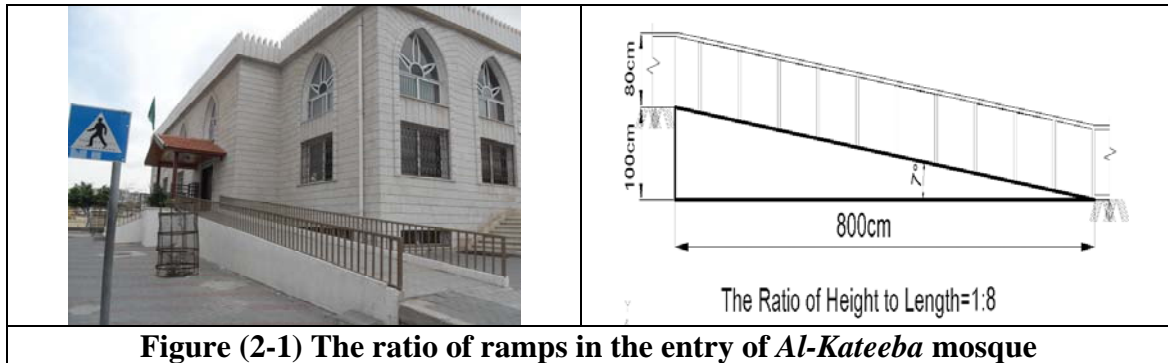 80cm
100cm
7°
800cm
The Ratio of Height to Length=1:8
Figure (2-1) The ratio of ramps in the entry of Al-Kateeba mosque